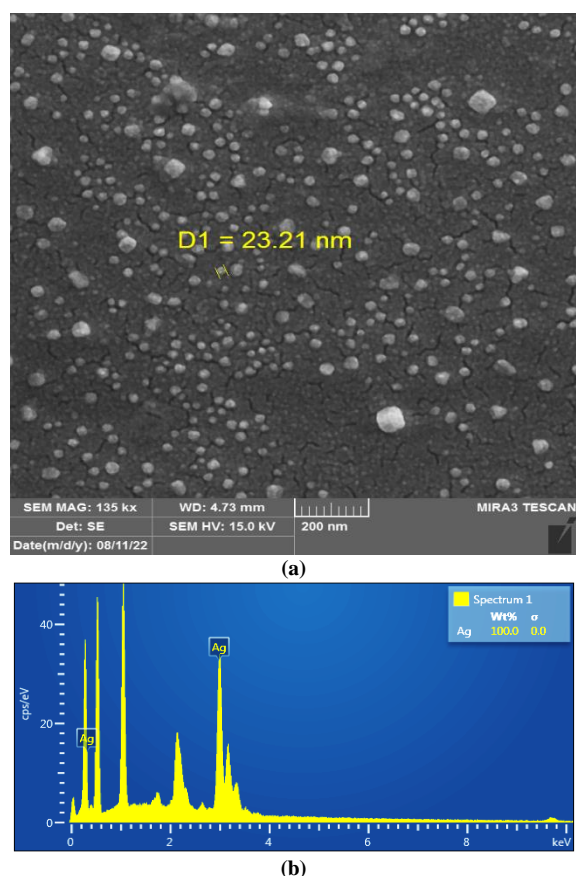 D1 = 23.21 nm
SEM MAG: 135 kx
WD: 4.73 mm
MIRA3 TESCAN
Det: SE
SEM HV: 15.0 kV
200 nm
Date(m/d/y): 08/11/22
(a)
Spectrum 1
Wt% σ
Ag 100.0 0.0
40
20
0
cps/eV
Ag
Ag
0 2 4 6 8 keV
(b)